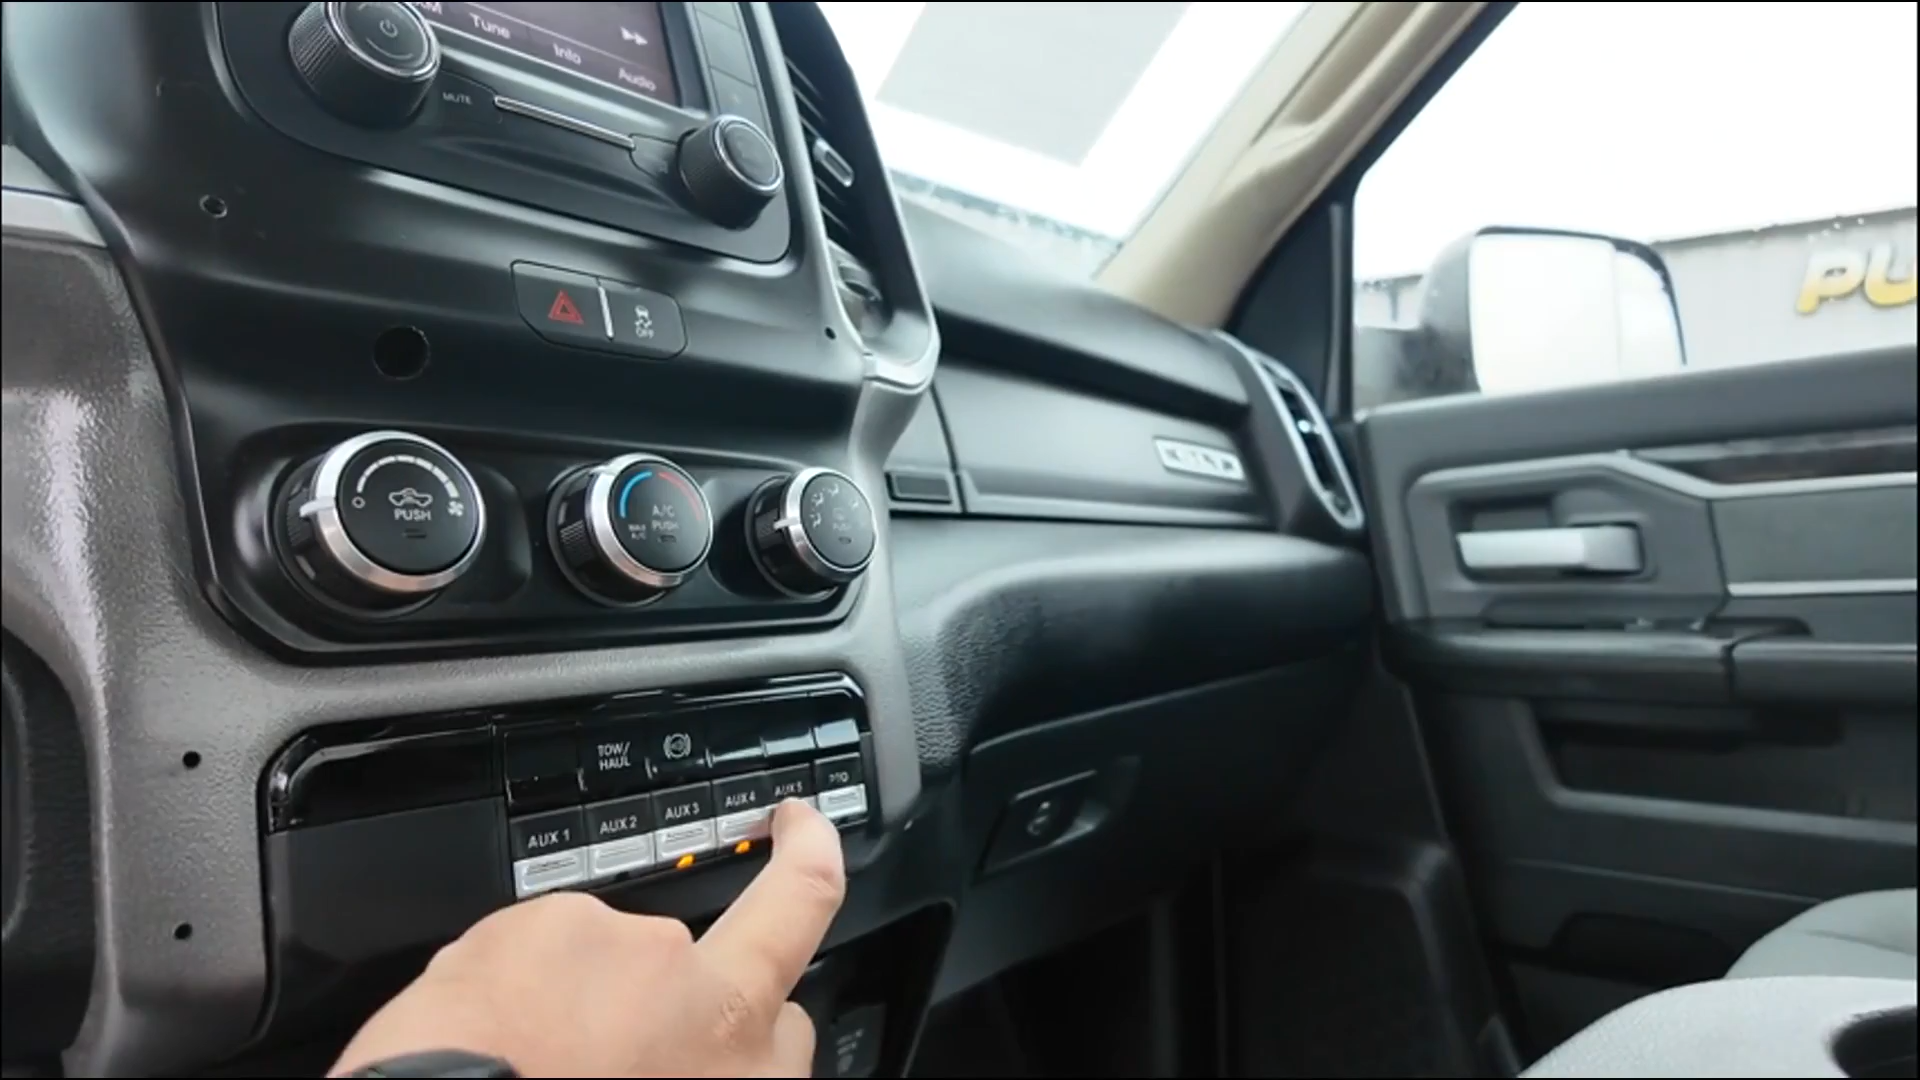 Tune
Info
Audio
MUTE
OFF
PUSH
A/C
PUSH
MAX
A/C
PUSH
TOW/
HAUL
AUX 1
AUX 2
AUX 3
AUX 4
AUX 5
PTO
PU